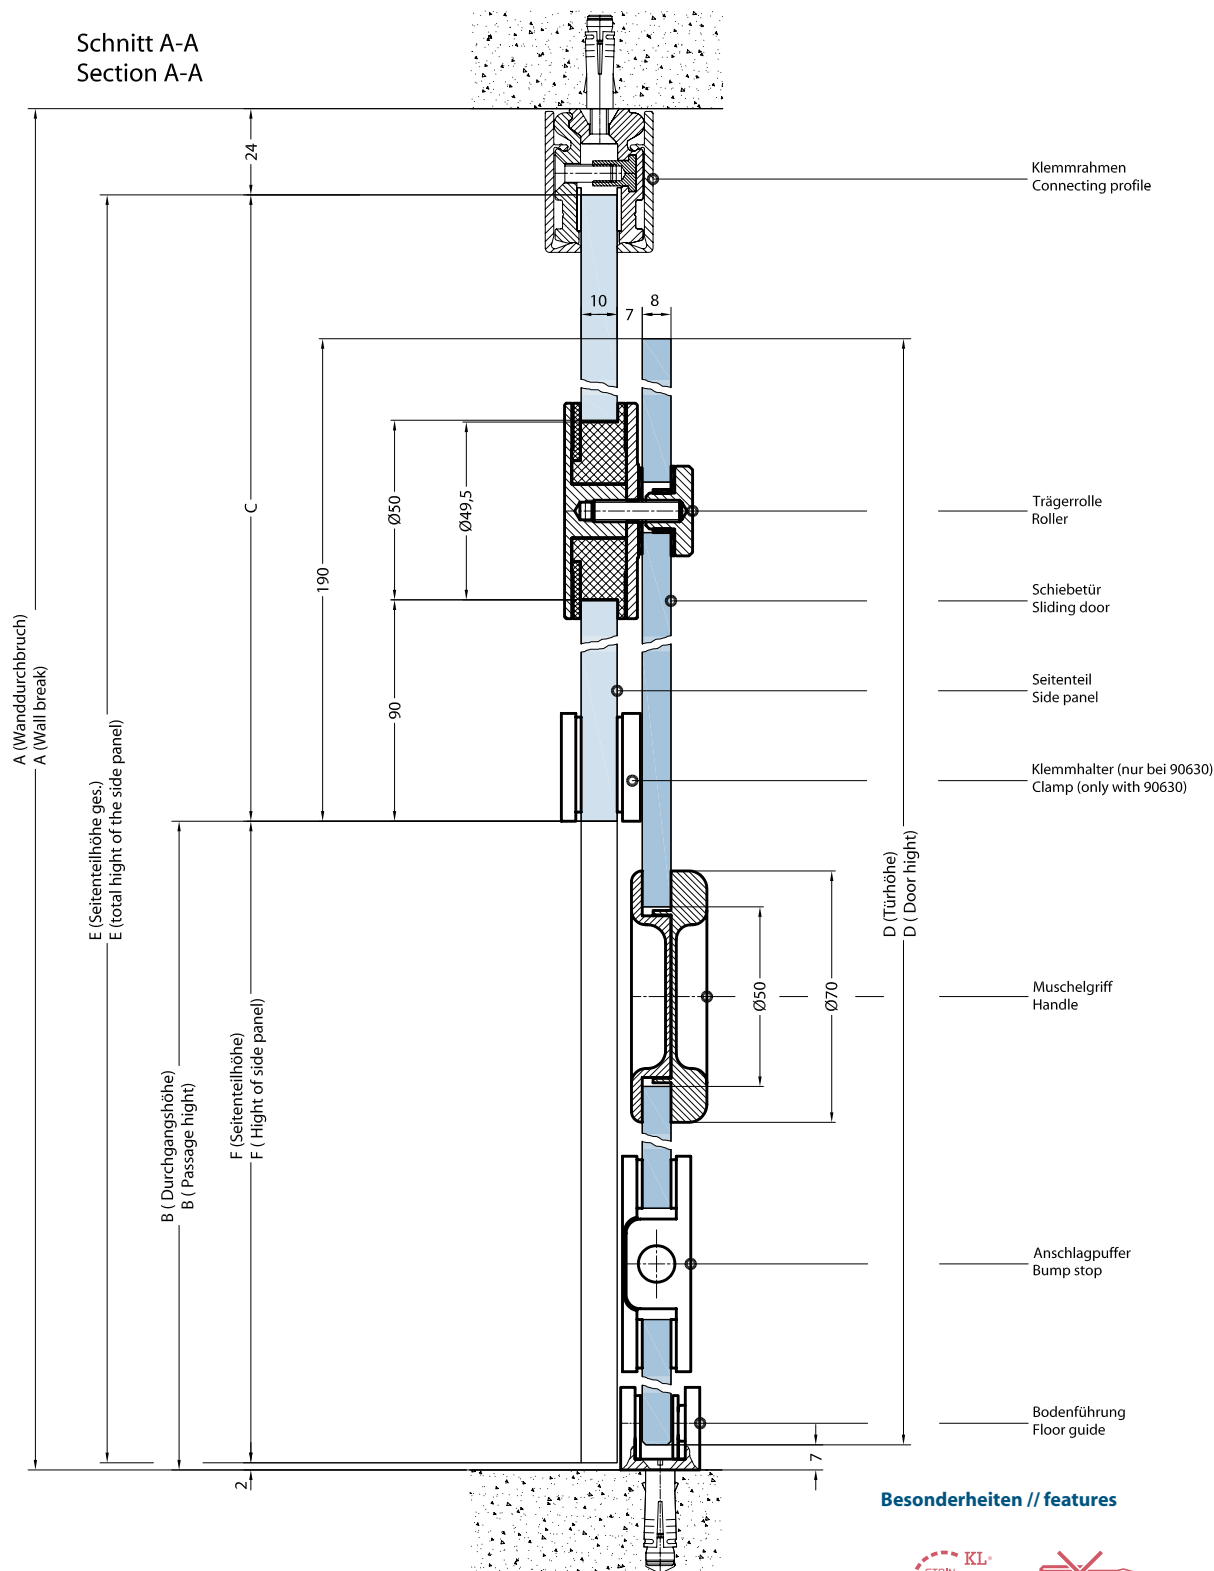 Schnitt A-A
Section A-A
24
Klemmrahmen
Connecting profile
10
7
8
C
190
Ø50
Ø49,5
90
Trägerrolle
Roller
Schiebetür
Sliding door
Seitenteil
Side panel
Klemmhalter (nur bei 90630)
Clamp (only with 90630)
A (Wanddurchbruch)
A (Wall break)
E (Seitenteilhöhe ges.)
E (total hight of the side panel)
D (Türhöhe)
D ( Door hight)
Ø50
Ø70
Muschelgriff
Handle
B ( Durchgangshöhe)
B ( Passage hight)
F (Seitenteilhöhe)
F ( Hight of side panel)
Anschlagpuffer
Bump stop
Bodenführung
Floor guide
7
2
Besonderheiten // features
KL®